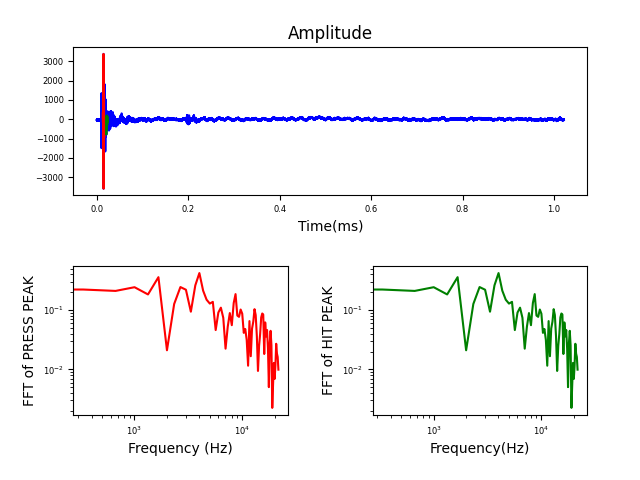 Amplitude
3000
2000
1000
0
−1000
−2000
−3000
0.0 0.2 0.4 0.6 0.8 1.0
Time(ms)
FFT of PRESS PEAK
10⁻¹
10⁻²
10³ 10⁴
Frequency (Hz)
FFT of HIT PEAK
10⁻¹
10⁻²
10³ 10⁴
Frequency(Hz)